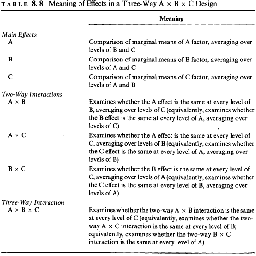 TABLE 8.8 Meaning of Effects in a Three-Way A × B × C Design
Meaning
Main Effects
A Comparison of marginal means of A factor, averaging over
levels of B and C
B Comparison of marginal means of B factor, averaging over
levels of A and C
C Comparison of marginal means of C factor, averaging over
levels of A and B
Two-Way Interactions
A × B Examines whether the A effect is the same at every level of
B, averaging over levels of C (equivalently, examines whether
the B effect is the same at every level of A, averaging over
levels of C)
A × C Examines whether the A effect is the same at every level of
C, averaging over levels of B (equivalently, examines whether
the C effect is the same at every level of A, averaging over
levels of B)
B × C Examines whether the B effect is the same at every level of
C, averaging over levels of A (equivalently, examines whether
the C effect is the same at every level of B, averaging over
levels of A)
Three-Way Interaction
A × B × C Examines whether the two-way A × B interaction is the same
at every level of C (equivalently, examines whether the two-
way A × C interaction is the same at every level of B;
equivalently, examines whether the two-way B × C
interaction is the same at every level of A)